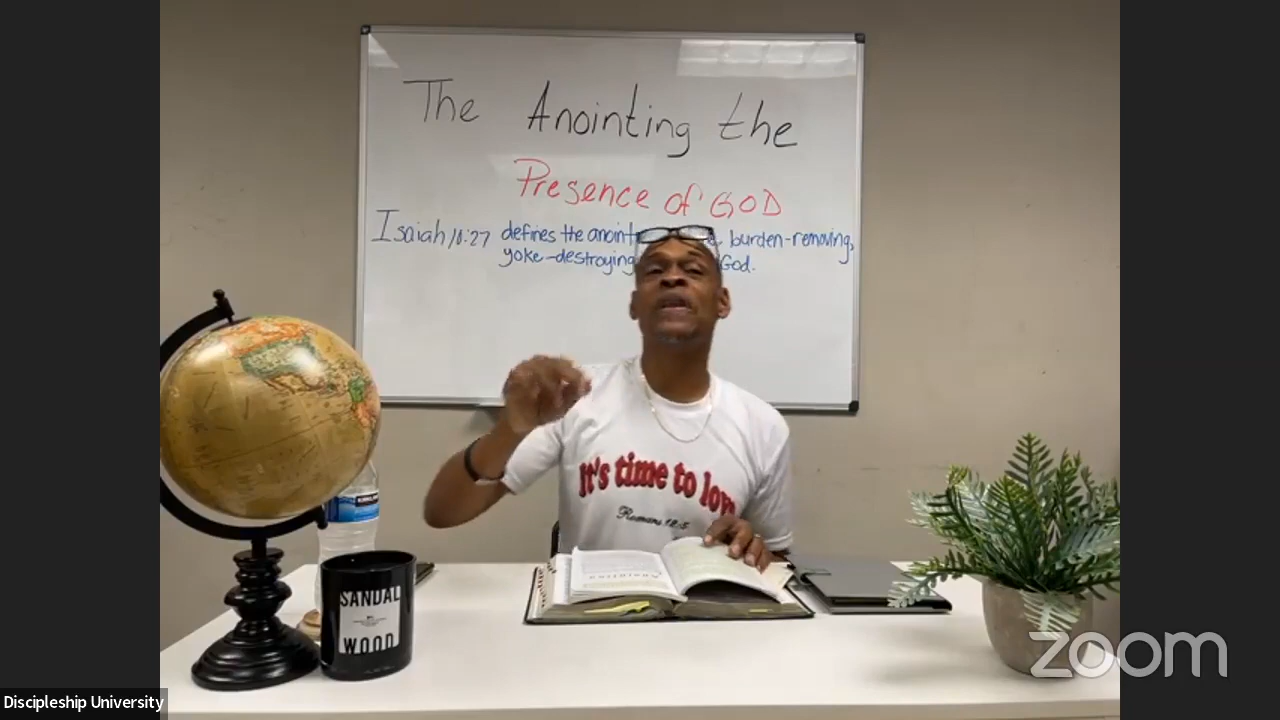 The Anointing the
Presence of GOD
Isaiah 10:27 defines the anoint burden-removing,
yoke-destroying God.
It's time to love
Romans 12:5
SANDAL
WOOD
zoom
Discipleship University